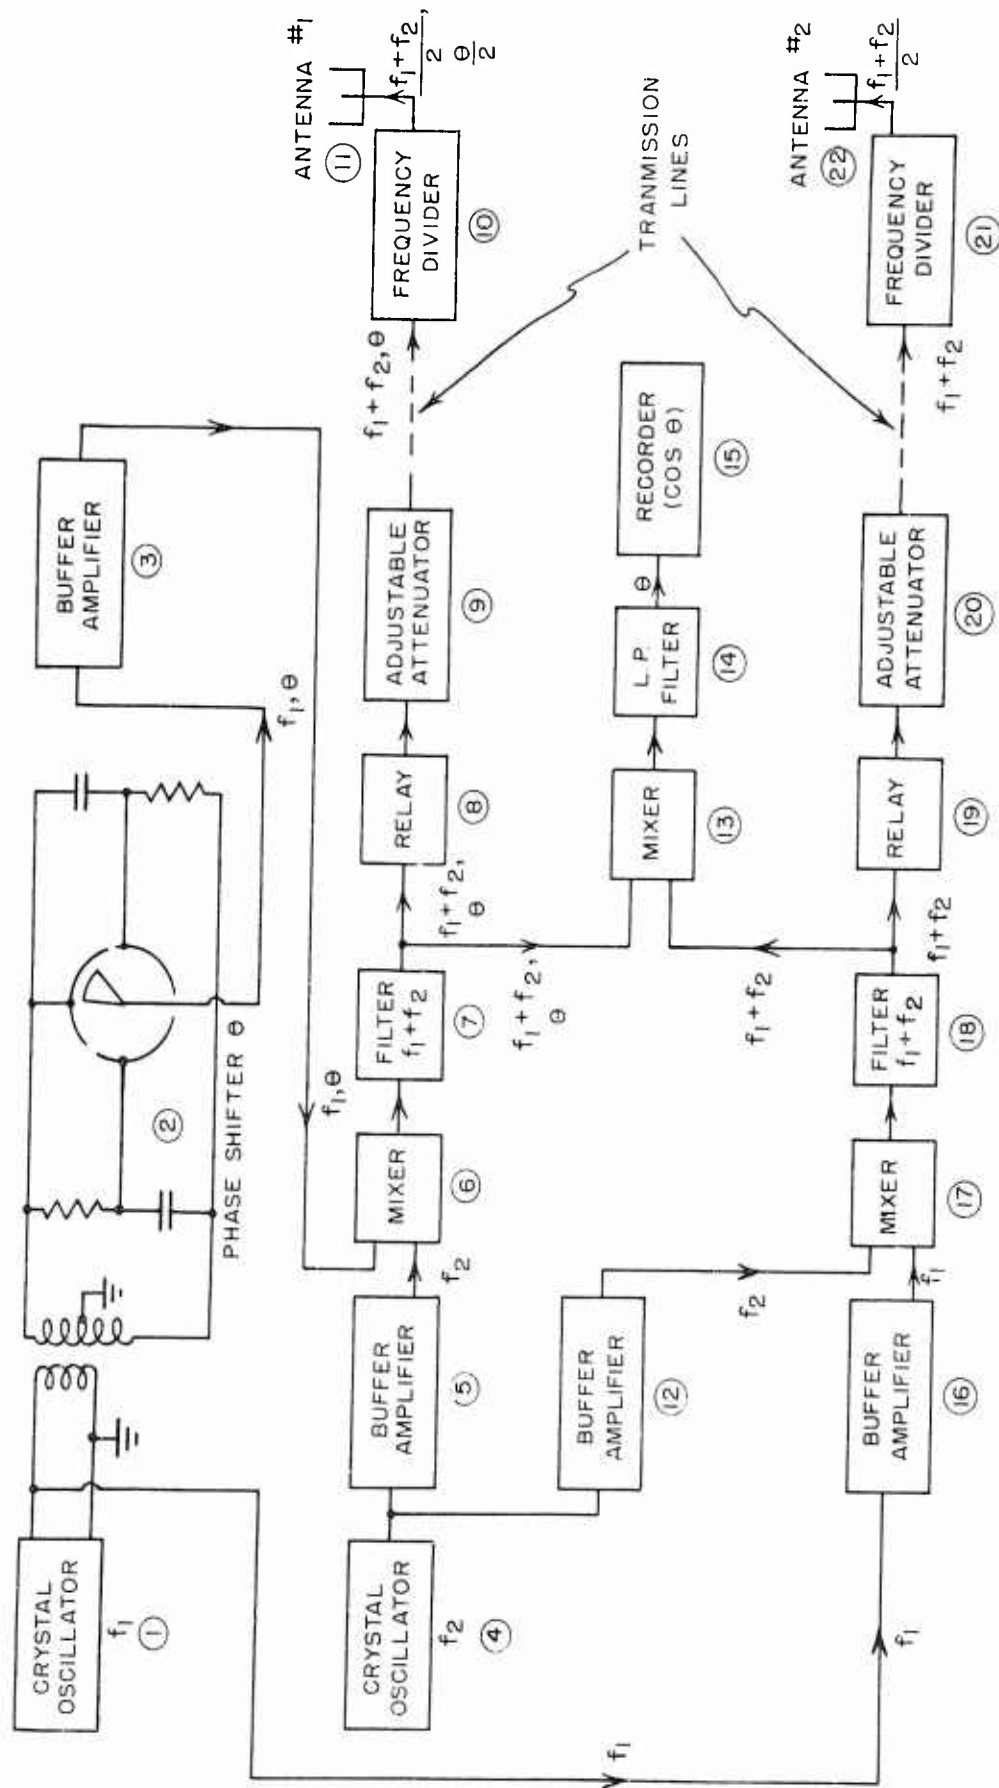 CRYSTAL
OSCILLATOR
f₁
①
PHASE SHIFTER θ
②
f₁, θ
BUFFER
AMPLIFIER
③
f₁, θ
CRYSTAL
OSCILLATOR
f₂
④
BUFFER
AMPLIFIER
⑤
f₂
MIXER
⑥
FILTER
f₁+f₂
⑦
f₁+f₂,
θ
f₁+f₂,
θ
RELAY
⑧
ADJUSTABLE
ATTENUATOR
⑨
f₁+f₂, θ
FREQUENCY
DIVIDER
⑩
ANTENNA #1
⑪
f₁+f₂,
2
θ
2
BUFFER
AMPLIFIER
⑫
f₂
f₁+f₂
MIXER
⑬
L.P.
FILTER
⑭
θ
RECORDER
(COS θ)
⑮
TRANMISSION
LINES
f₁
f₁
BUFFER
AMPLIFIER
⑯
f₁
MIXER
⑰
FILTER
f₁+f₂
⑱
f₁+f₂
RELAY
⑲
ADJUSTABLE
ATTENUATOR
⑳
f₁+f₂
FREQUENCY
DIVIDER
㉑
ANTENNA #2
㉒
f₁+f₂
2